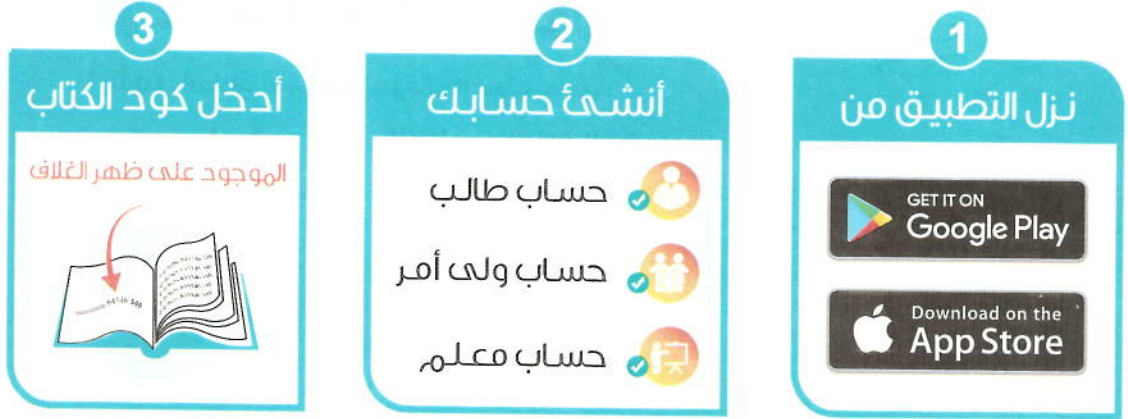 1
نزل التطبيق من
GET IT ON
Google Play
Download on the
App Store
2
أنشئ حسابك
حساب طالب
حساب ولى أمر
حساب معلم
3
أدخل كود الكتاب
الموجود على ظهر الغلاف